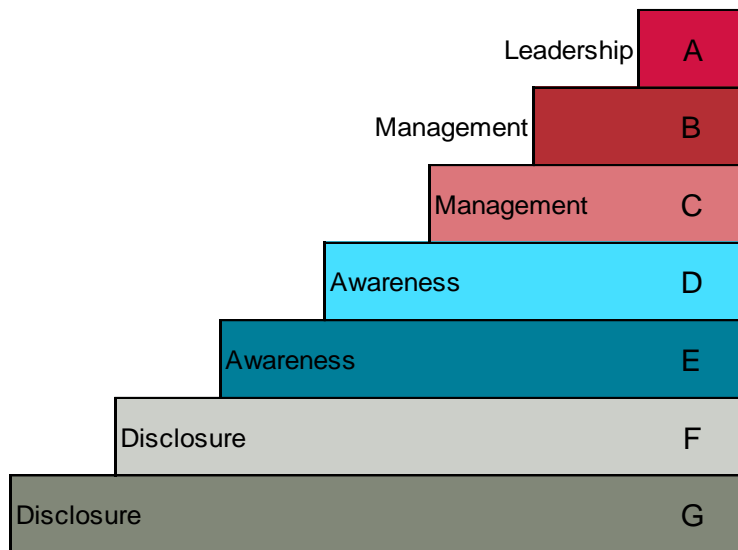 Leadership A
Management B
Management C
Awareness D
Awareness E
Disclosure F
Disclosure G